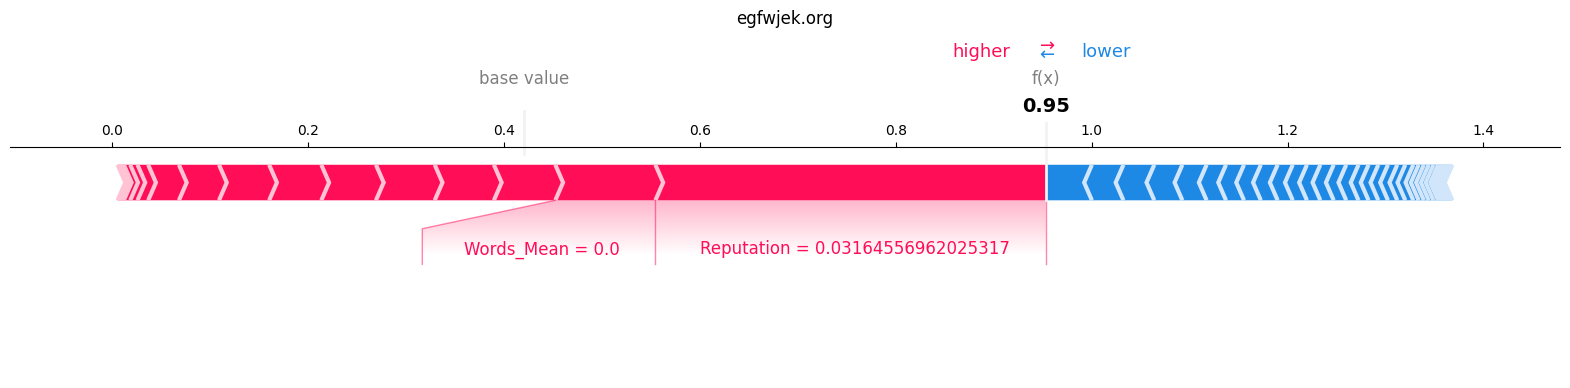 egfwjek.org
higher ⇄ lower
base value f(x)
0.95
0.0 0.2 0.4 0.6 0.8 1.0 1.2 1.4
Words_Mean = 0.0 Reputation = 0.03164556962025317